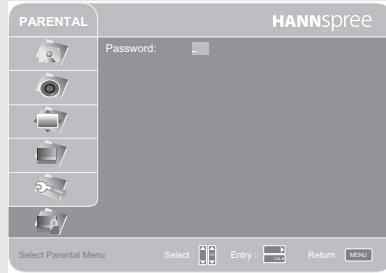 PARENTAL
HANNspree
Password: _
Select Parental Menu Select : Entry : Return : MENU